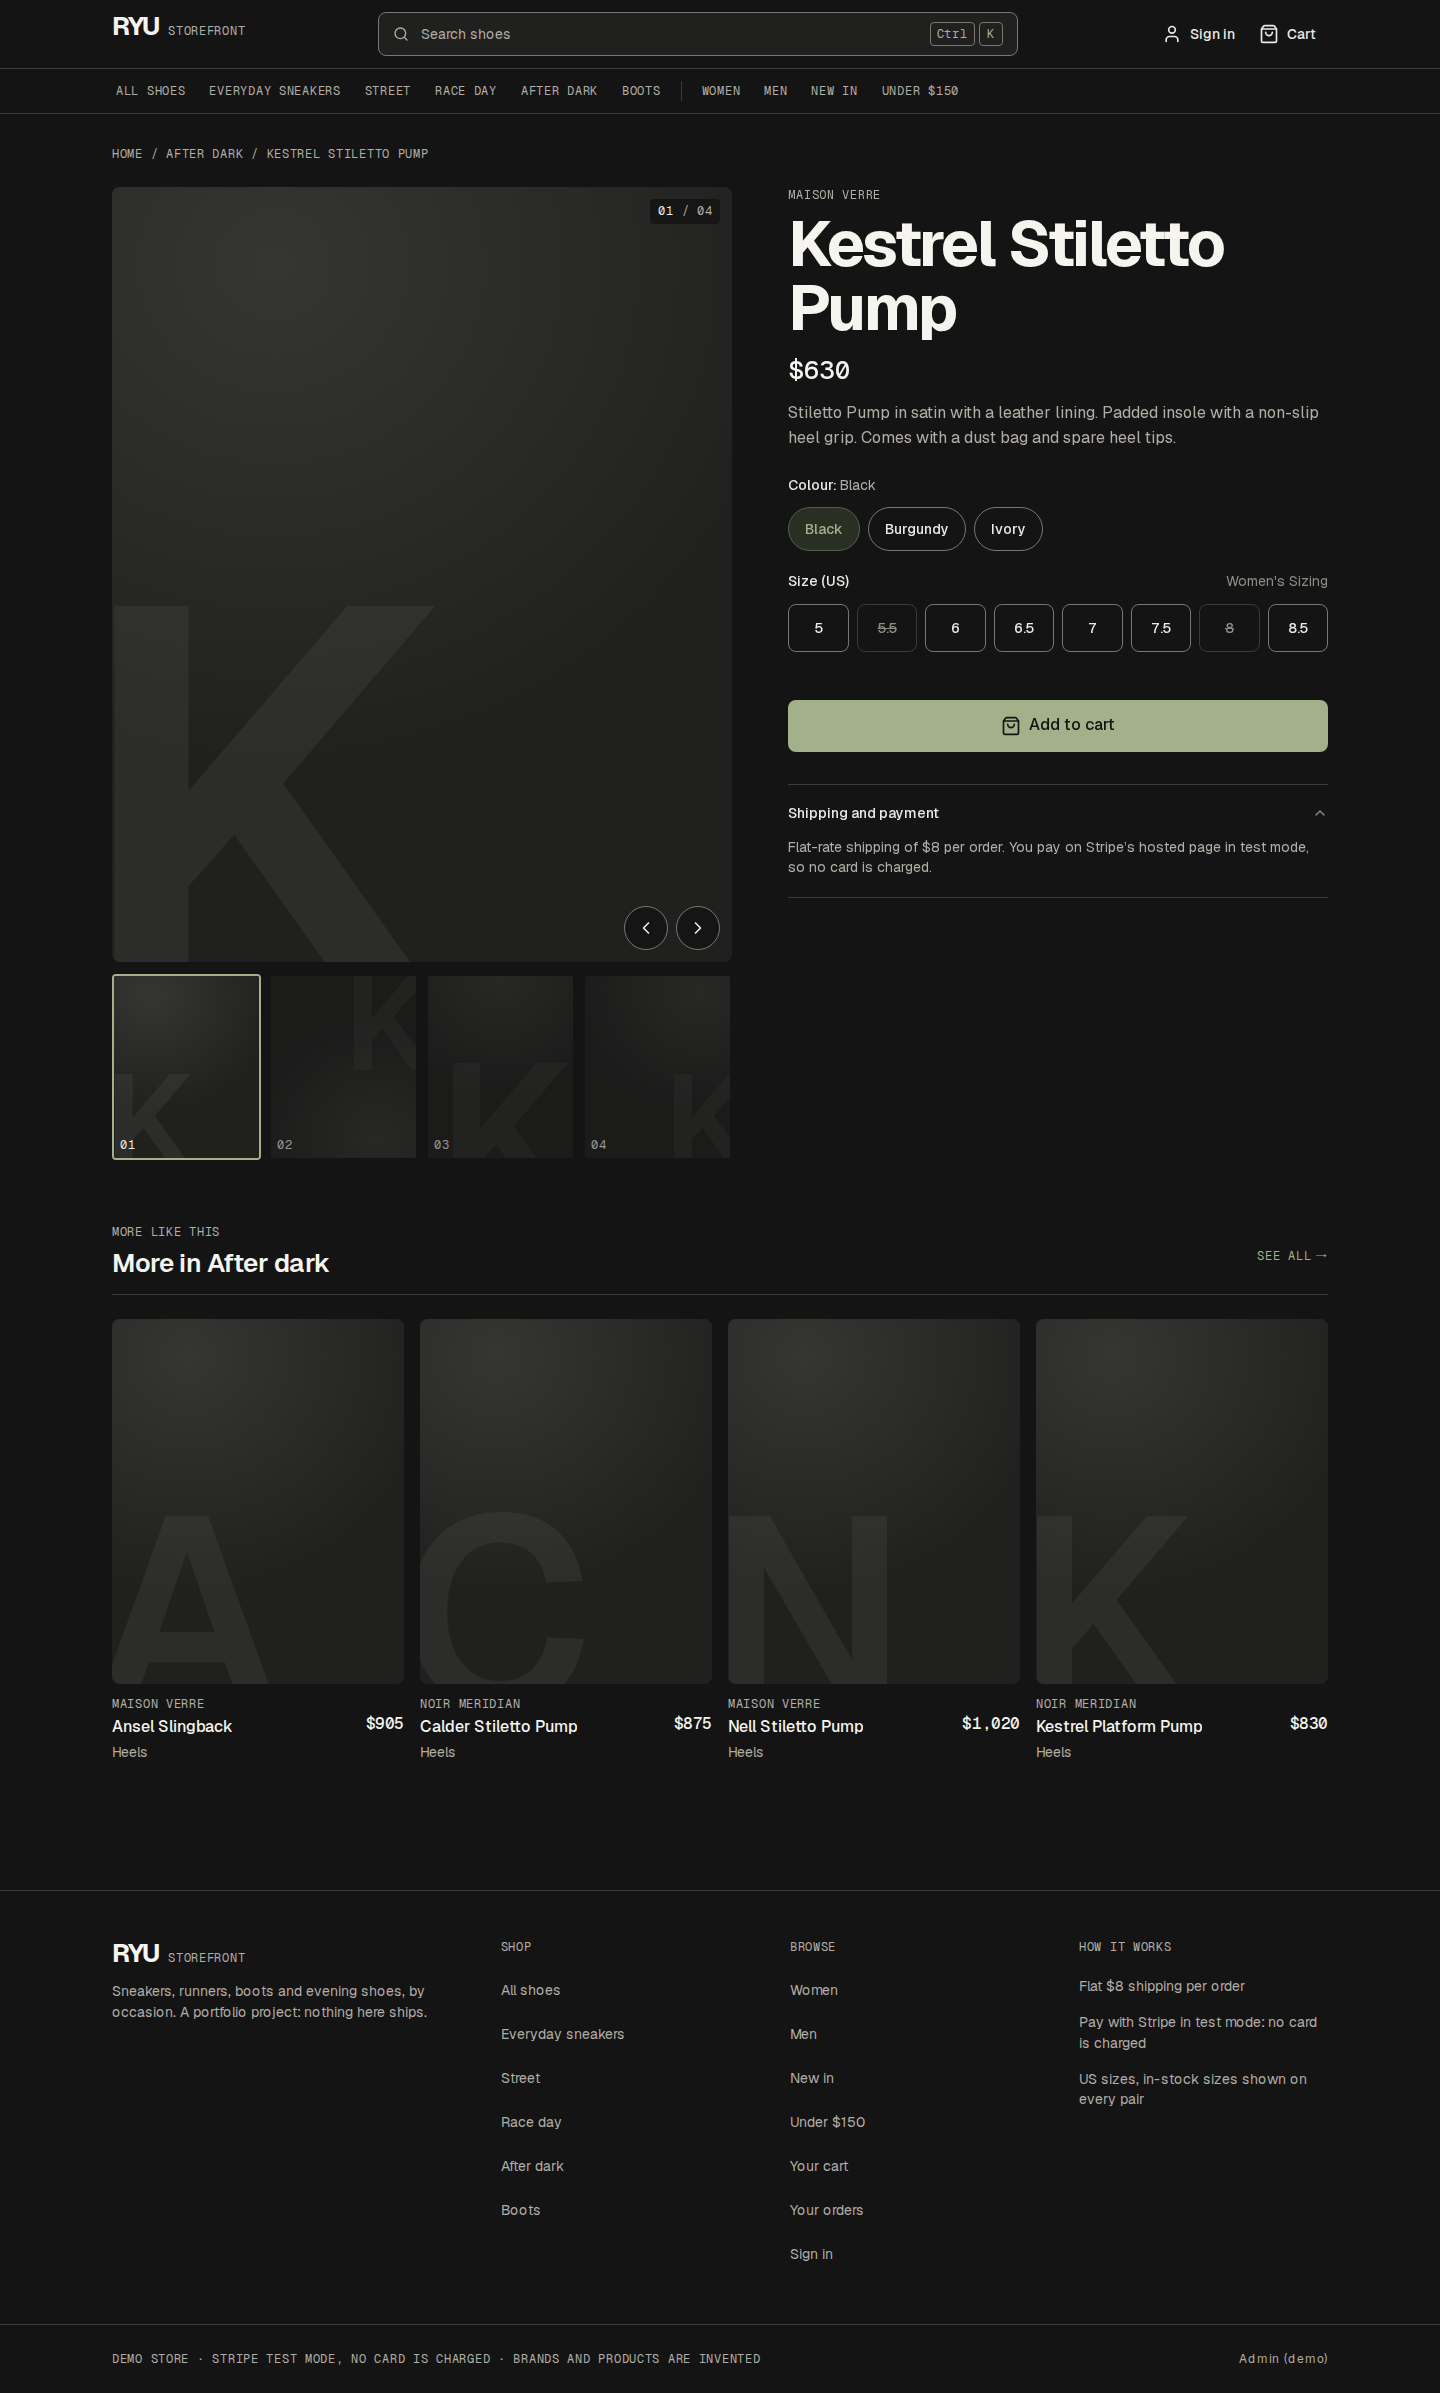 RYU STOREFRONT
Search shoes
Ctrl K
Sign in
Cart
ALL SHOES
EVERYDAY SNEAKERS
STREET
RACE DAY
AFTER DARK
BOOTS
WOMEN
MEN
NEW IN
UNDER $150
HOME / AFTER DARK / KESTREL STILETTO PUMP
01 / 04
K
K
01
K
02
K
03
K
04
MAISON VERRE
Kestrel Stiletto
Pump
$630
Stiletto Pump in satin with a leather lining. Padded insole with a non-slip
heel grip. Comes with a dust bag and spare heel tips.
Colour: Black
Black
Burgundy
Ivory
Size (US)
Women's Sizing
5
5.5
6
6.5
7
7.5
8
8.5
Add to cart
Shipping and payment
Flat-rate shipping of $8 per order. You pay on Stripe's hosted page in test mode,
so no card is charged.
MORE LIKE THIS
More in After dark
SEE ALL →
A
MAISON VERRE
Ansel Slingback
$905
Heels
C
NOIR MERIDIAN
Calder Stiletto Pump
$875
Heels
N
MAISON VERRE
Nell Stiletto Pump
$1,020
Heels
K
NOIR MERIDIAN
Kestrel Platform Pump
$830
Heels
RYU STOREFRONT
Sneakers, runners, boots and evening shoes, by
occasion. A portfolio project: nothing here ships.
SHOP
All shoes
Everyday sneakers
Street
Race day
After dark
Boots
BROWSE
Women
Men
New in
Under $150
Your cart
Your orders
Sign in
HOW IT WORKS
Flat $8 shipping per order
Pay with Stripe in test mode: no card
is charged
US sizes, in-stock sizes shown on
every pair
DEMO STORE · STRIPE TEST MODE, NO CARD IS CHARGED · BRANDS AND PRODUCTS ARE INVENTED
Admin (demo)